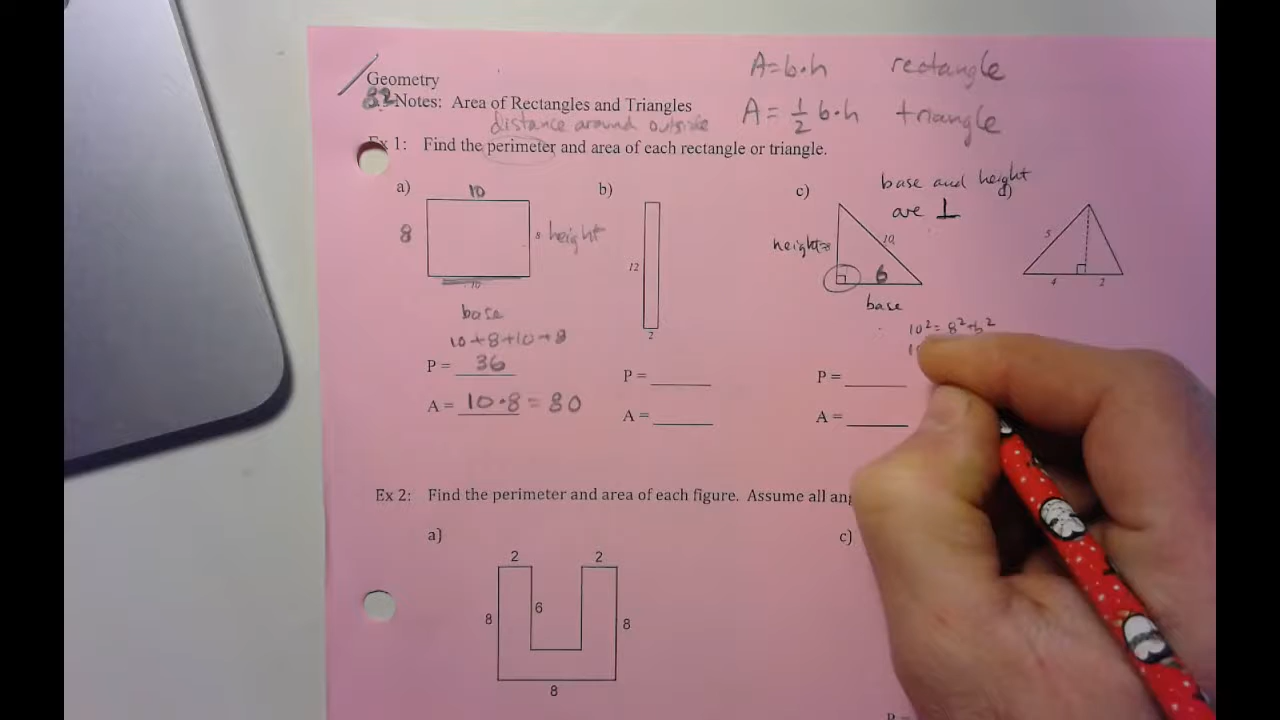 Geometry
Notes: Area of Rectangles and Triangles
A=b·h rectangle
A = 1/2 b·h triangle
distance around outside
Ex 1: Find the perimeter and area of each rectangle or triangle.
a)
10
8
8 height
10
base
10+8+10+8
P = 36
A = 10·8 = 80
b)
12
2
P =
A =
c)
base and height
are ⊥
height
8
10
6
base
10²=8²+b²
P =
A =
d)
5
4
2
Ex 2: Find the perimeter and area of each figure. Assume all
a)
2
2
8
6
8
8
c)